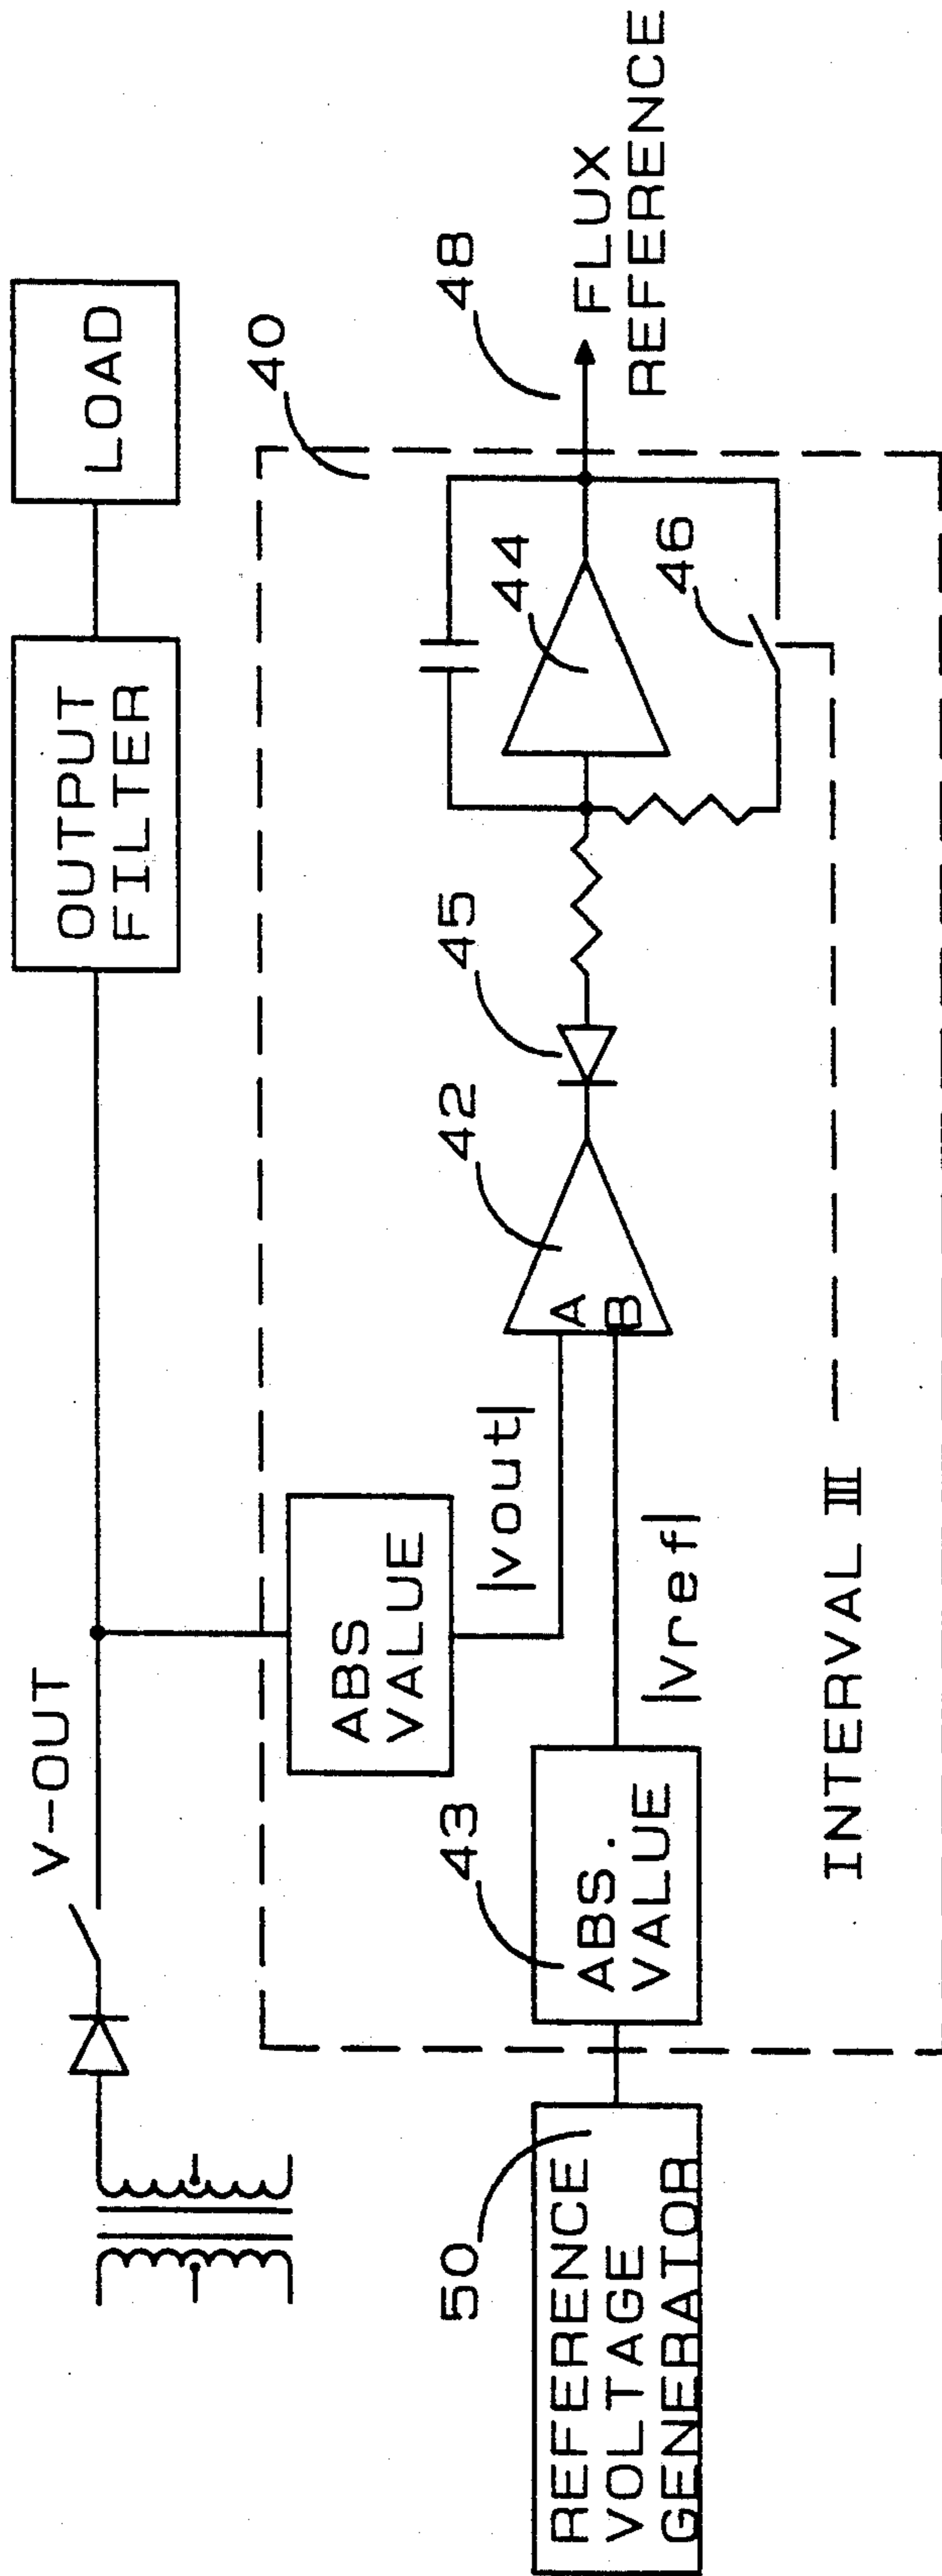 V-OUT
OUTPUT
FILTER
LOAD
40
ABS
VALUE
|vout|
42
45
44
48
FLUX
REFERENCE
A
B
50
REFERENCE
VOLTAGE
GENERATOR
43
ABS.
VALUE
|Vref|
46
INTERVAL III